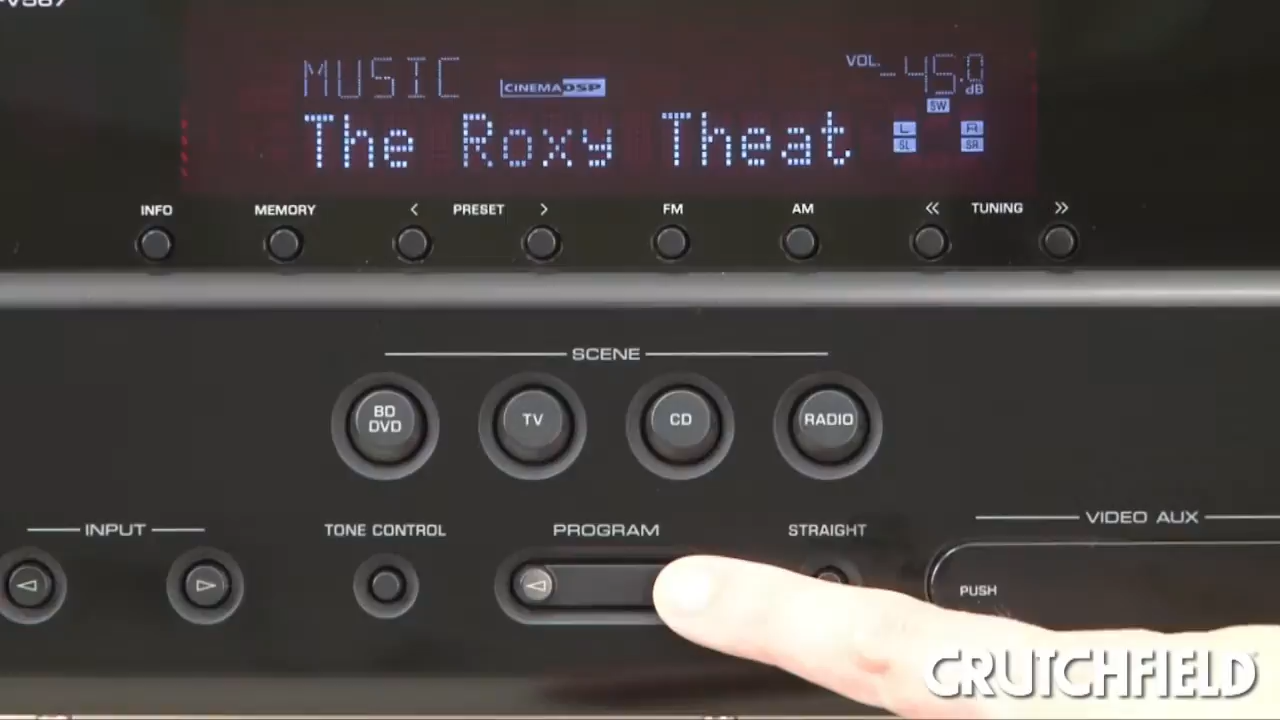 -V567
MUSIC
CINEMA DSP
VOL. -45.0 dB
The Roxy Theat
SW
L R
SL SR
INFO MEMORY < PRESET > FM AM << TUNING >>
SCENE
BD DVD
TV
CD
RADIO
INPUT
TONE CONTROL
PROGRAM
STRAIGHT
VIDEO AUX
PUSH
CRUTCHFIELD